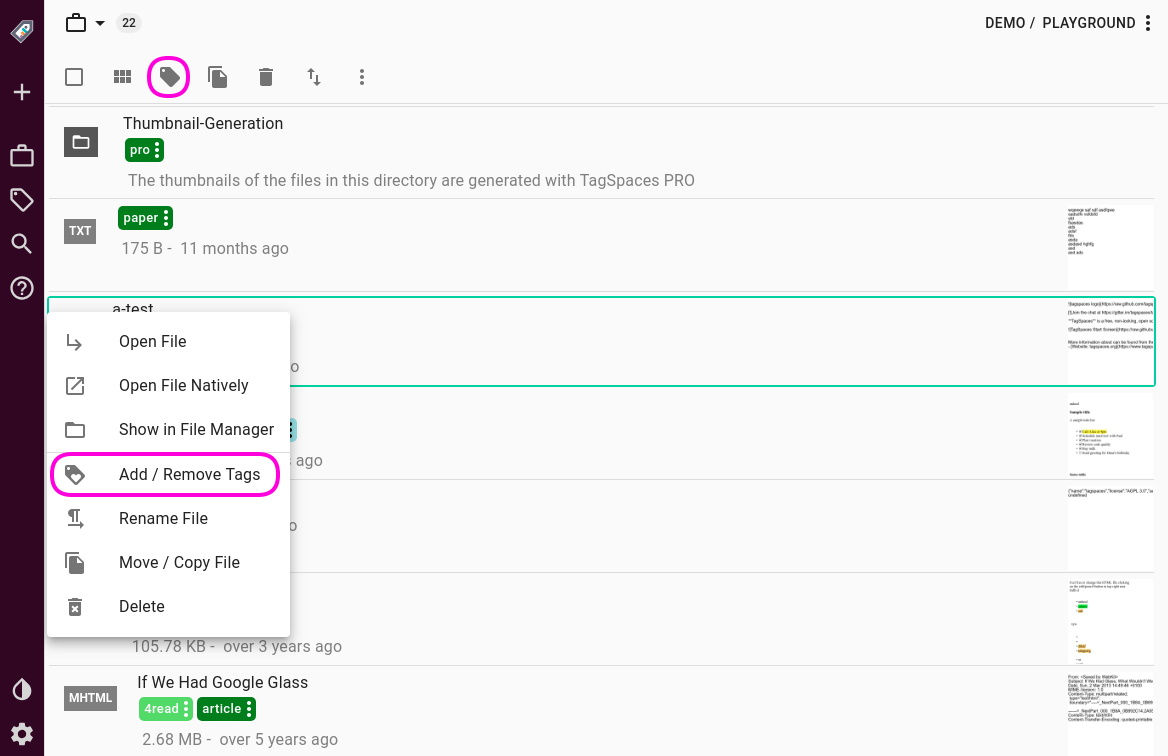 22
DEMO / PLAYGROUND
Thumbnail-Generation
pro
The thumbnails of the files in this directory are generated with TagSpaces PRO
TXT
paper
175 B - 11 months ago
a-test
Open File
o
Open File Natively
Show in File Manager
s ago
Add / Remove Tags
Rename File
o
Move / Copy File
Delete
105.78 KB - over 3 years ago
If We Had Google Glass
MHTML
4read
article
2.68 MB - over 5 years ago